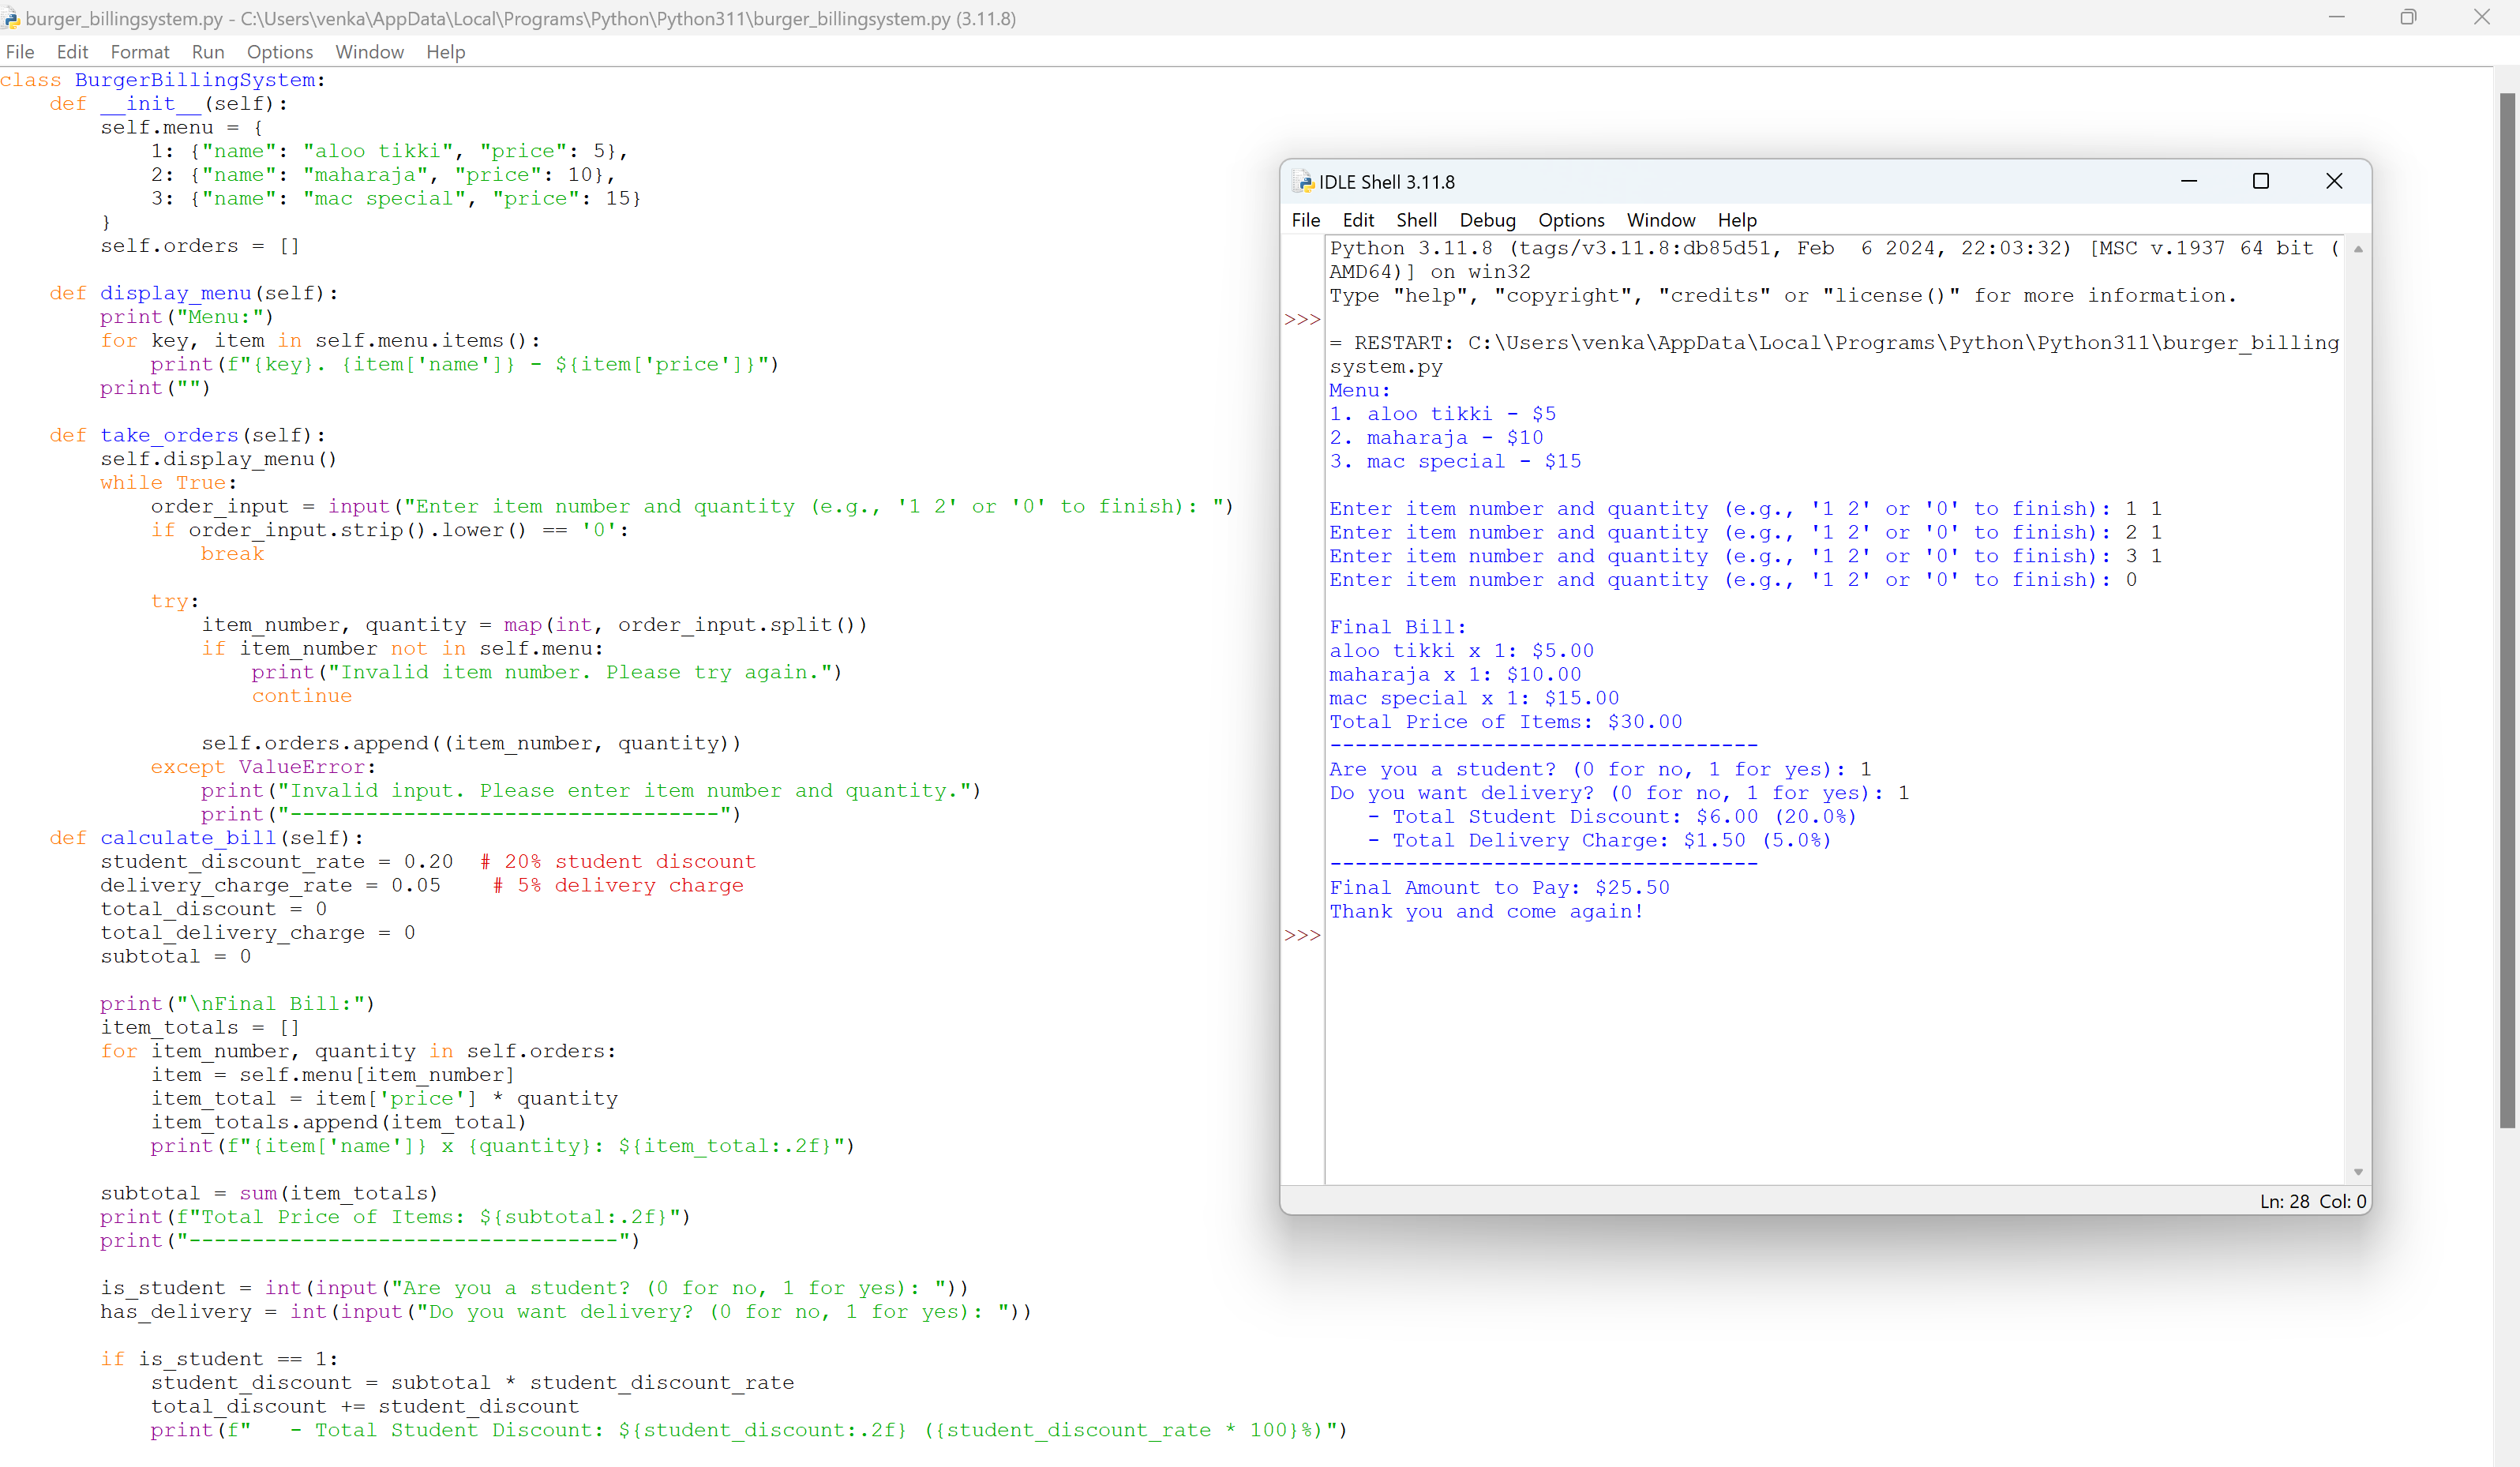 burger_billingsystem.py - C:\Users\venka\AppData\Local\Programs\Python\Python311\burger_billingsystem.py (3.11.8)
File Edit Format Run Options Window Help
class BurgerBillingSystem:
    def __init__(self):
        self.menu = {
            1: {"name": "aloo tikki", "price": 5},
            2: {"name": "maharaja", "price": 10},
            3: {"name": "mac special", "price": 15}
        }
        self.orders = []

    def display_menu(self):
        print("Menu:")
        for key, item in self.menu.items():
            print(f"{key}. {item['name']} - ${item['price']}")
        print("")

    def take_orders(self):
        self.display_menu()
        while True:
            order_input = input("Enter item number and quantity (e.g., '1 2' or '0' to finish): ")
            if order_input.strip().lower() == '0':
                break

            try:
                item_number, quantity = map(int, order_input.split())
                if item_number not in self.menu:
                    print("Invalid item number. Please try again.")
                    continue

                self.orders.append((item_number, quantity))
            except ValueError:
                print("Invalid input. Please enter item number and quantity.")
                print("----------------------------------")
    def calculate_bill(self):
        student_discount_rate = 0.20  # 20% student discount
        delivery_charge_rate = 0.05    # 5% delivery charge
        total_discount = 0
        total_delivery_charge = 0
        subtotal = 0

        print("\nFinal Bill:")
        item_totals = []
        for item_number, quantity in self.orders:
            item = self.menu[item_number]
            item_total = item['price'] * quantity
            item_totals.append(item_total)
            print(f"{item['name']} x {quantity}: ${item_total:.2f}")

        subtotal = sum(item_totals)
        print(f"Total Price of Items: ${subtotal:.2f}")
        print("----------------------------------")

        is_student = int(input("Are you a student? (0 for no, 1 for yes): "))
        has_delivery = int(input("Do you want delivery? (0 for no, 1 for yes): "))

        if is_student == 1:
            student_discount = subtotal * student_discount_rate
            total_discount += student_discount
            print(f"   - Total Student Discount: ${student_discount:.2f} ({student_discount_rate * 100}%)")
IDLE Shell 3.11.8
File Edit Shell Debug Options Window Help
Python 3.11.8 (tags/v3.11.8:db85d51, Feb  6 2024, 22:03:32) [MSC v.1937 64 bit (
AMD64)] on win32
Type "help", "copyright", "credits" or "license()" for more information.
>>>
= RESTART: C:\Users\venka\AppData\Local\Programs\Python\Python311\burger_billing
system.py
Menu:
1. aloo tikki - $5
2. maharaja - $10
3. mac special - $15

Enter item number and quantity (e.g., '1 2' or '0' to finish): 1 1
Enter item number and quantity (e.g., '1 2' or '0' to finish): 2 1
Enter item number and quantity (e.g., '1 2' or '0' to finish): 3 1
Enter item number and quantity (e.g., '1 2' or '0' to finish): 0

Final Bill:
aloo tikki x 1: $5.00
maharaja x 1: $10.00
mac special x 1: $15.00
Total Price of Items: $30.00
----------------------------------
Are you a student? (0 for no, 1 for yes): 1
Do you want delivery? (0 for no, 1 for yes): 1
   - Total Student Discount: $6.00 (20.0%)
   - Total Delivery Charge: $1.50 (5.0%)
----------------------------------
Final Amount to Pay: $25.50
Thank you and come again!
>>>
Ln: 28 Col: 0